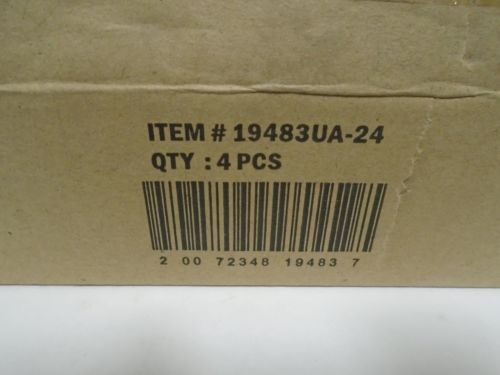 ITEM # 19483UA-24
QTY : 4 PCS
2 00 72348 19483 7